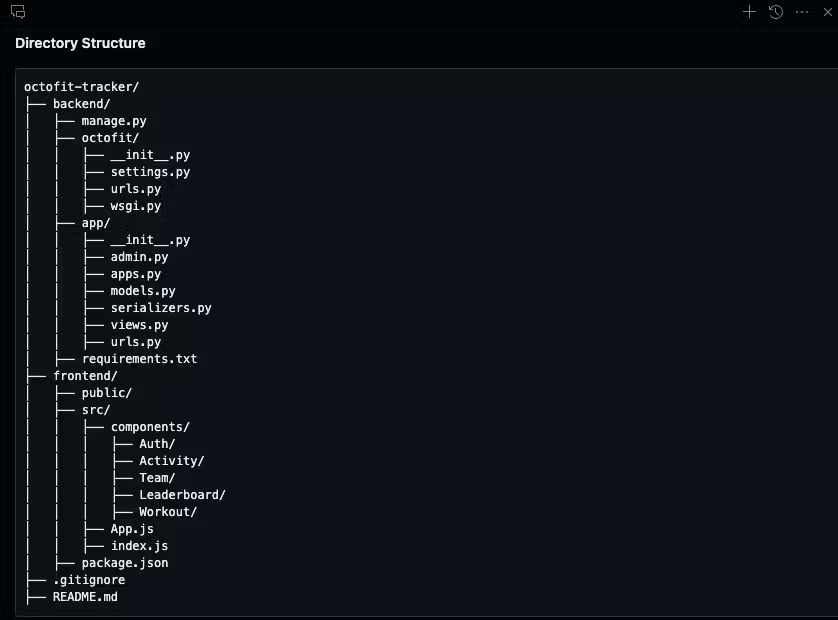 Directory Structure
octofit-tracker/
├── backend/
│   ├── manage.py
│   ├── octofit/
│   │   ├── __init__.py
│   │   ├── settings.py
│   │   ├── urls.py
│   │   ├── wsgi.py
│   ├── app/
│   │   ├── __init__.py
│   │   ├── admin.py
│   │   ├── apps.py
│   │   ├── models.py
│   │   ├── serializers.py
│   │   ├── views.py
│   │   ├── urls.py
│   ├── requirements.txt
├── frontend/
│   ├── public/
│   ├── src/
│   │   ├── components/
│   │   │   ├── Auth/
│   │   │   ├── Activity/
│   │   │   ├── Team/
│   │   │   ├── Leaderboard/
│   │   │   ├── Workout/
│   │   ├── App.js
│   │   ├── index.js
│   ├── package.json
├── .gitignore
├── README.md